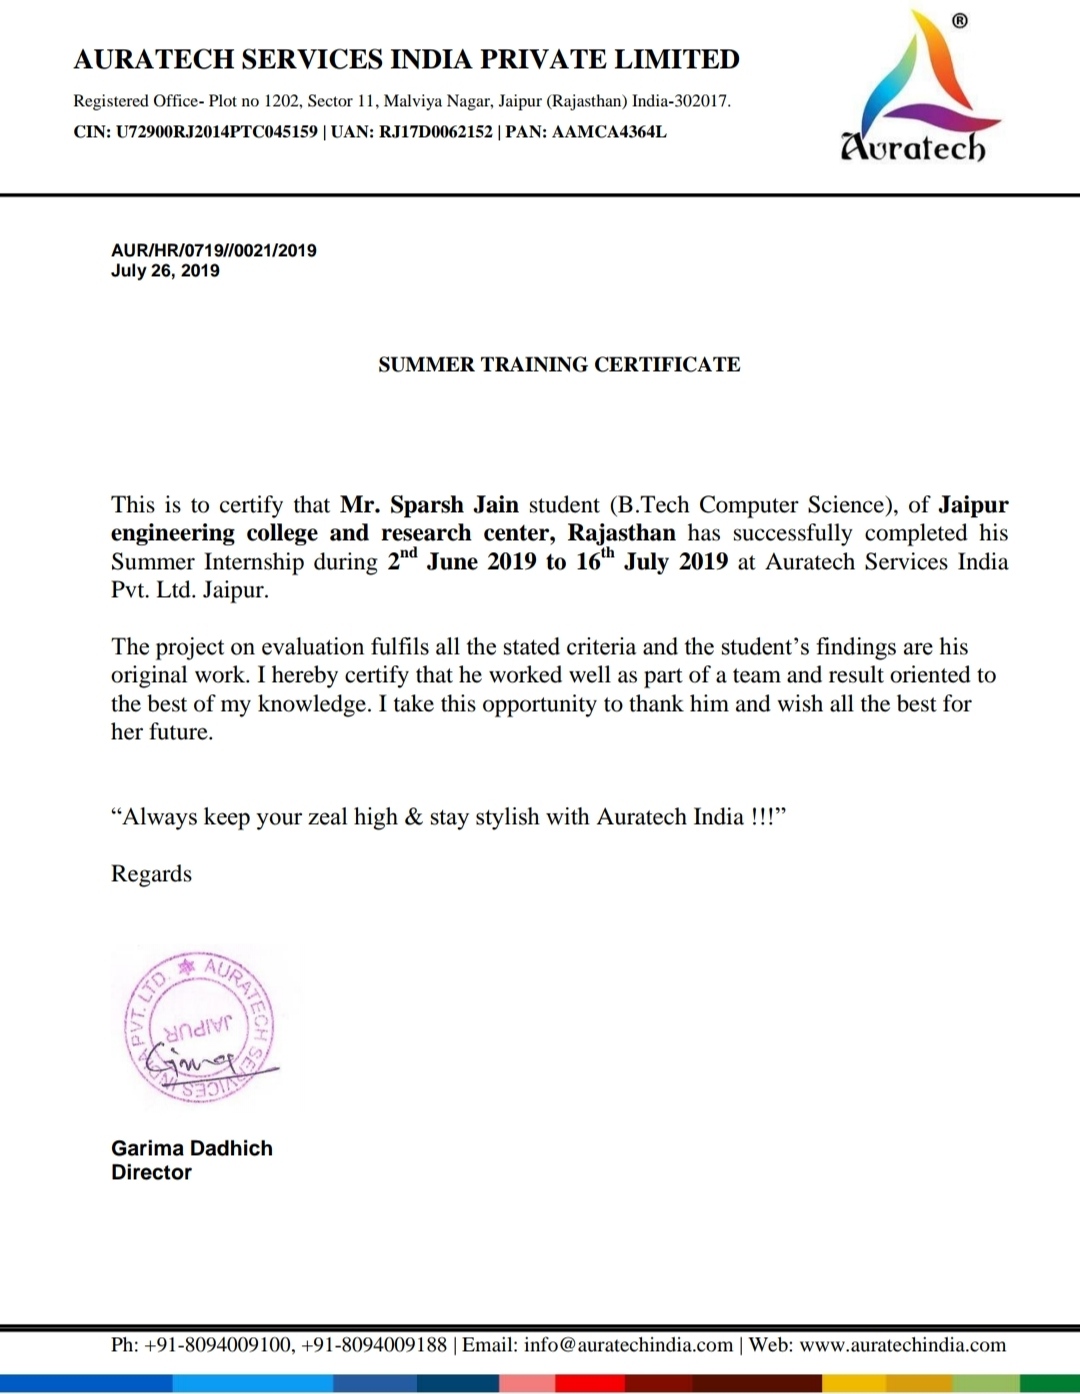 AURATECH SERVICES INDIA PRIVATE LIMITED
Registered Office- Plot no 1202, Sector 11, Malviya Nagar, Jaipur (Rajasthan) India-302017.
CIN: U72900RJ2014PTC045159 | UAN: RJ17D0062152 | PAN: AAMCA4364L
®
Auratech
AUR/HR/0719//0021/2019
July 26, 2019
SUMMER TRAINING CERTIFICATE
This is to certify that Mr. Sparsh Jain student (B.Tech Computer Science), of Jaipur
engineering college and research center, Rajasthan has successfully completed his
Summer Internship during 2nd June 2019 to 16th July 2019 at Auratech Services India
Pvt. Ltd. Jaipur.
The project on evaluation fulfils all the stated criteria and the student’s findings are his
original work. I hereby certify that he worked well as part of a team and result oriented to
the best of my knowledge. I take this opportunity to thank him and wish all the best for
her future.
“Always keep your zeal high & stay stylish with Auratech India !!!”
Regards
AURATECH SERVICES INDIA PVT. LTD.
JAIPUR
Garima Dadhich
Director
Ph: +91-8094009100, +91-8094009188 | Email: info@auratechindia.com | Web: www.auratechindia.com